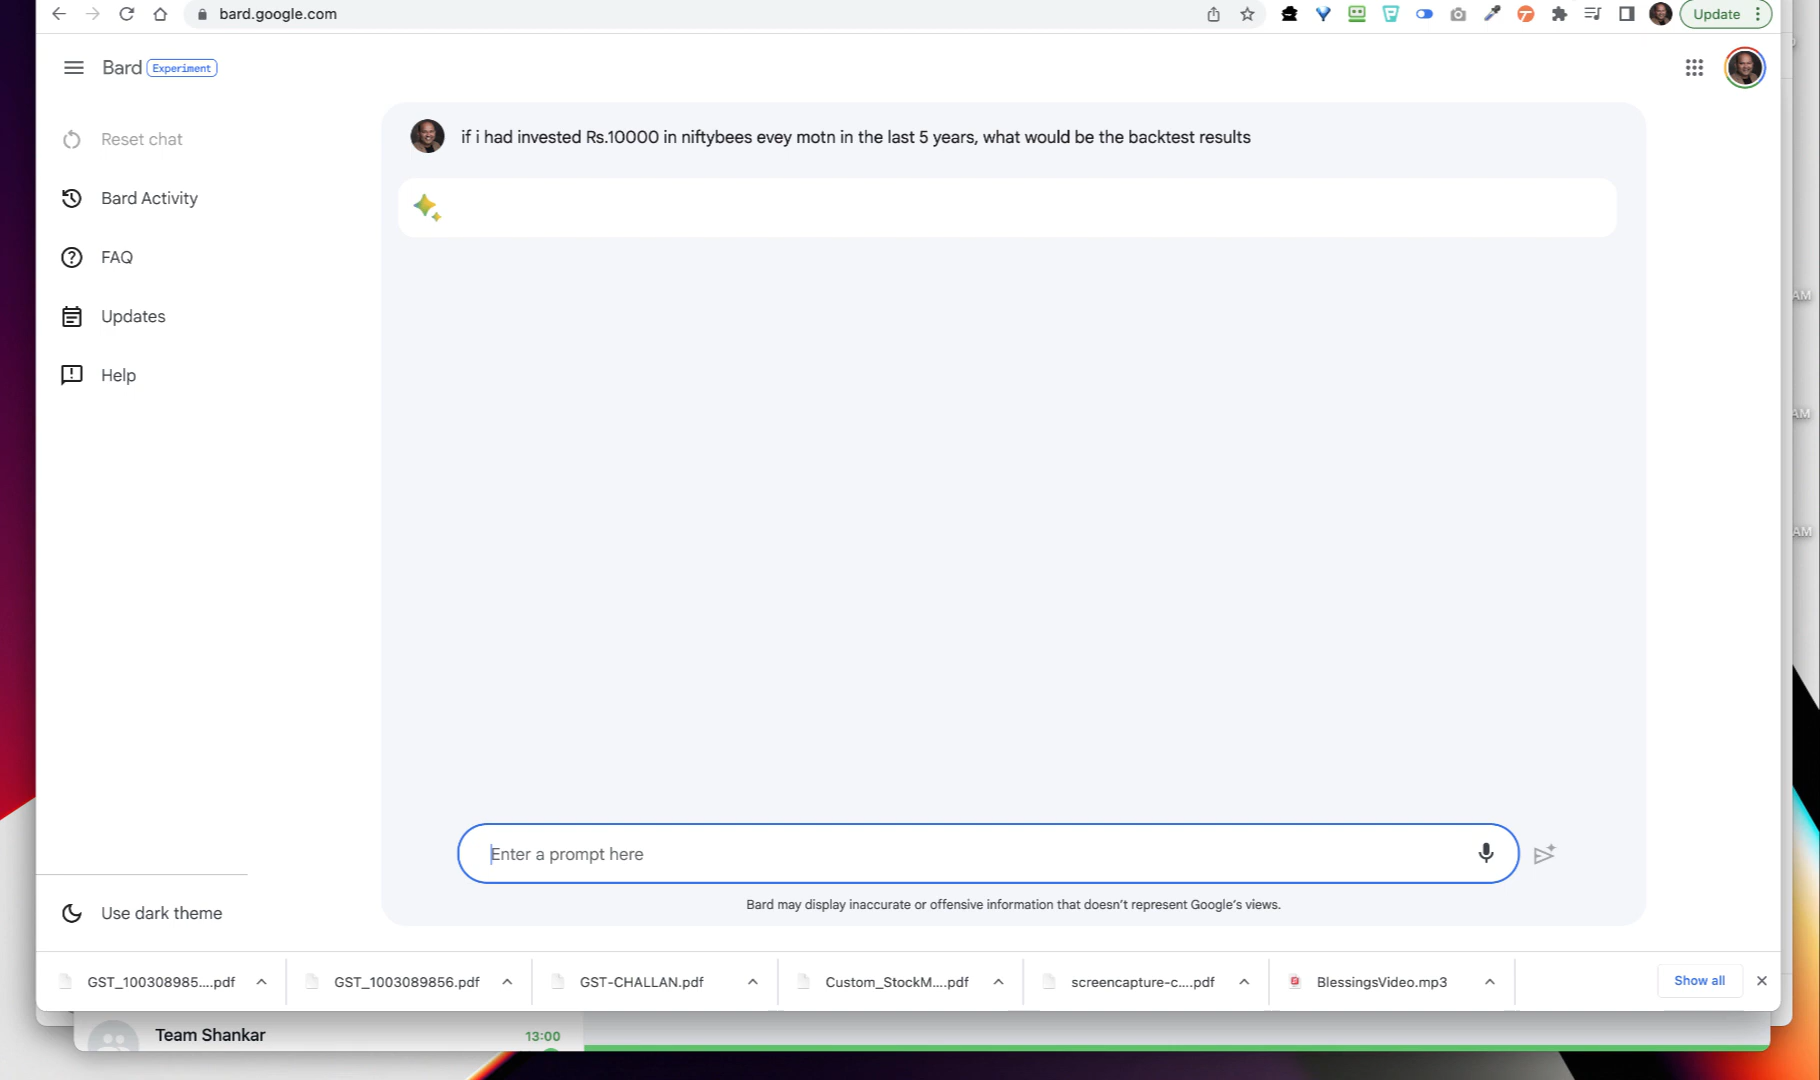 bard.google.com
Update
Bard Experiment
Reset chat
Bard Activity
FAQ
Updates
Help
if i had invested Rs.10000 in niftybees evey motn in the last 5 years, what would be the backtest results
AM
AM
AM
Enter a prompt here
Bard may display inaccurate or offensive information that doesn't represent Google's views.
Use dark theme
GST_100308985....pdf
GST_1003089856.pdf
GST-CHALLAN.pdf
Custom_StockM....pdf
screencapture-c....pdf
BlessingsVideo.mp3
Show all
Team Shankar
13:00